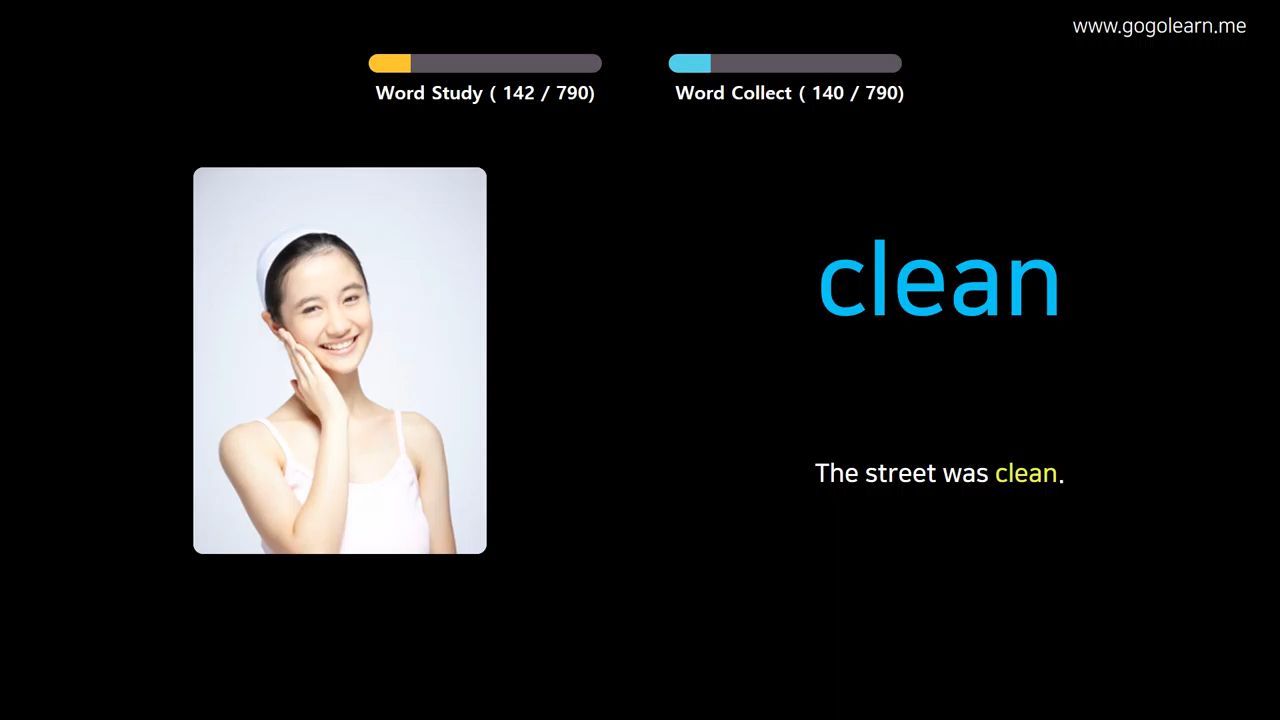 www.gogolearn.me
Word Study ( 142 / 790)
Word Collect ( 140 / 790)
clean
The street was clean.